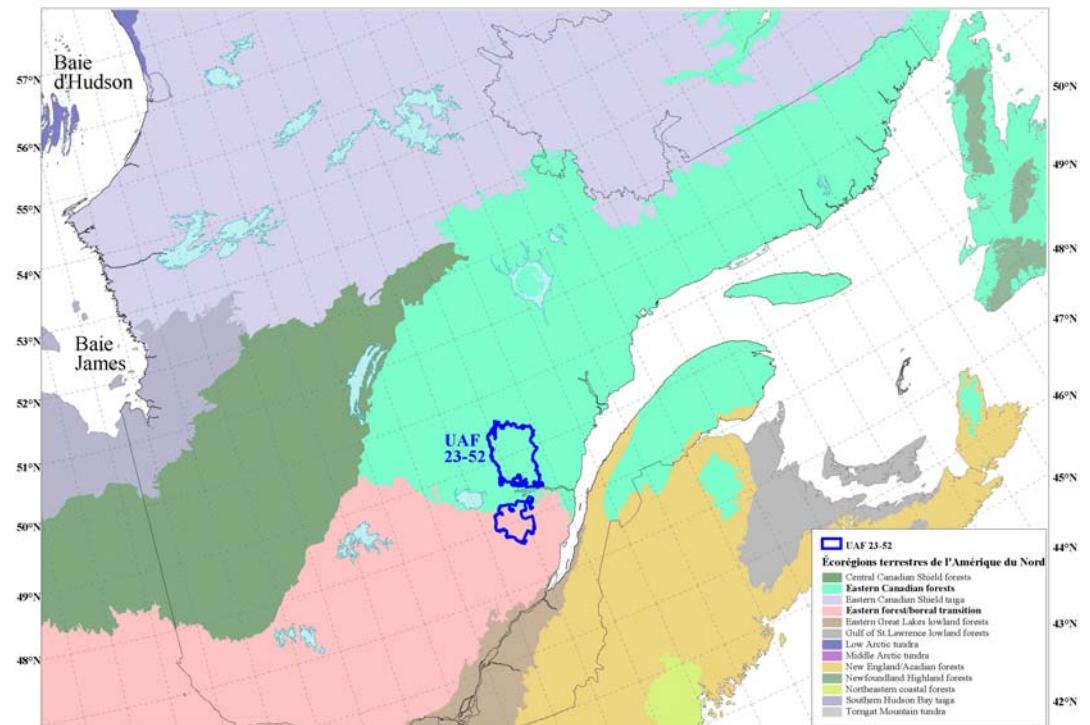 Baie
d'Hudson
Baie
James
UAF
23-52
57°N
56°N
55°N
54°N
53°N
52°N
51°N
50°N
49°N
48°N
50°N
49°N
48°N
47°N
46°N
45°N
44°N
43°N
42°N
UAF 23-52
Écorégions terrestres de l'Amérique du Nord
Central Canadian Shield forests
Eastern Canadian forests
Eastern Canadian Shield taiga
Eastern forest/boreal transition
Eastern Great Lakes lowland forests
Gulf of St.Lawrence lowland forests
Low Arctic tundra
Middle Arctic tundra
New England/Acadian forests
Newfoundland Highland forests
Northeastern coastal forests
Southern Hudson Bay taiga
Torngat Mountain tundra